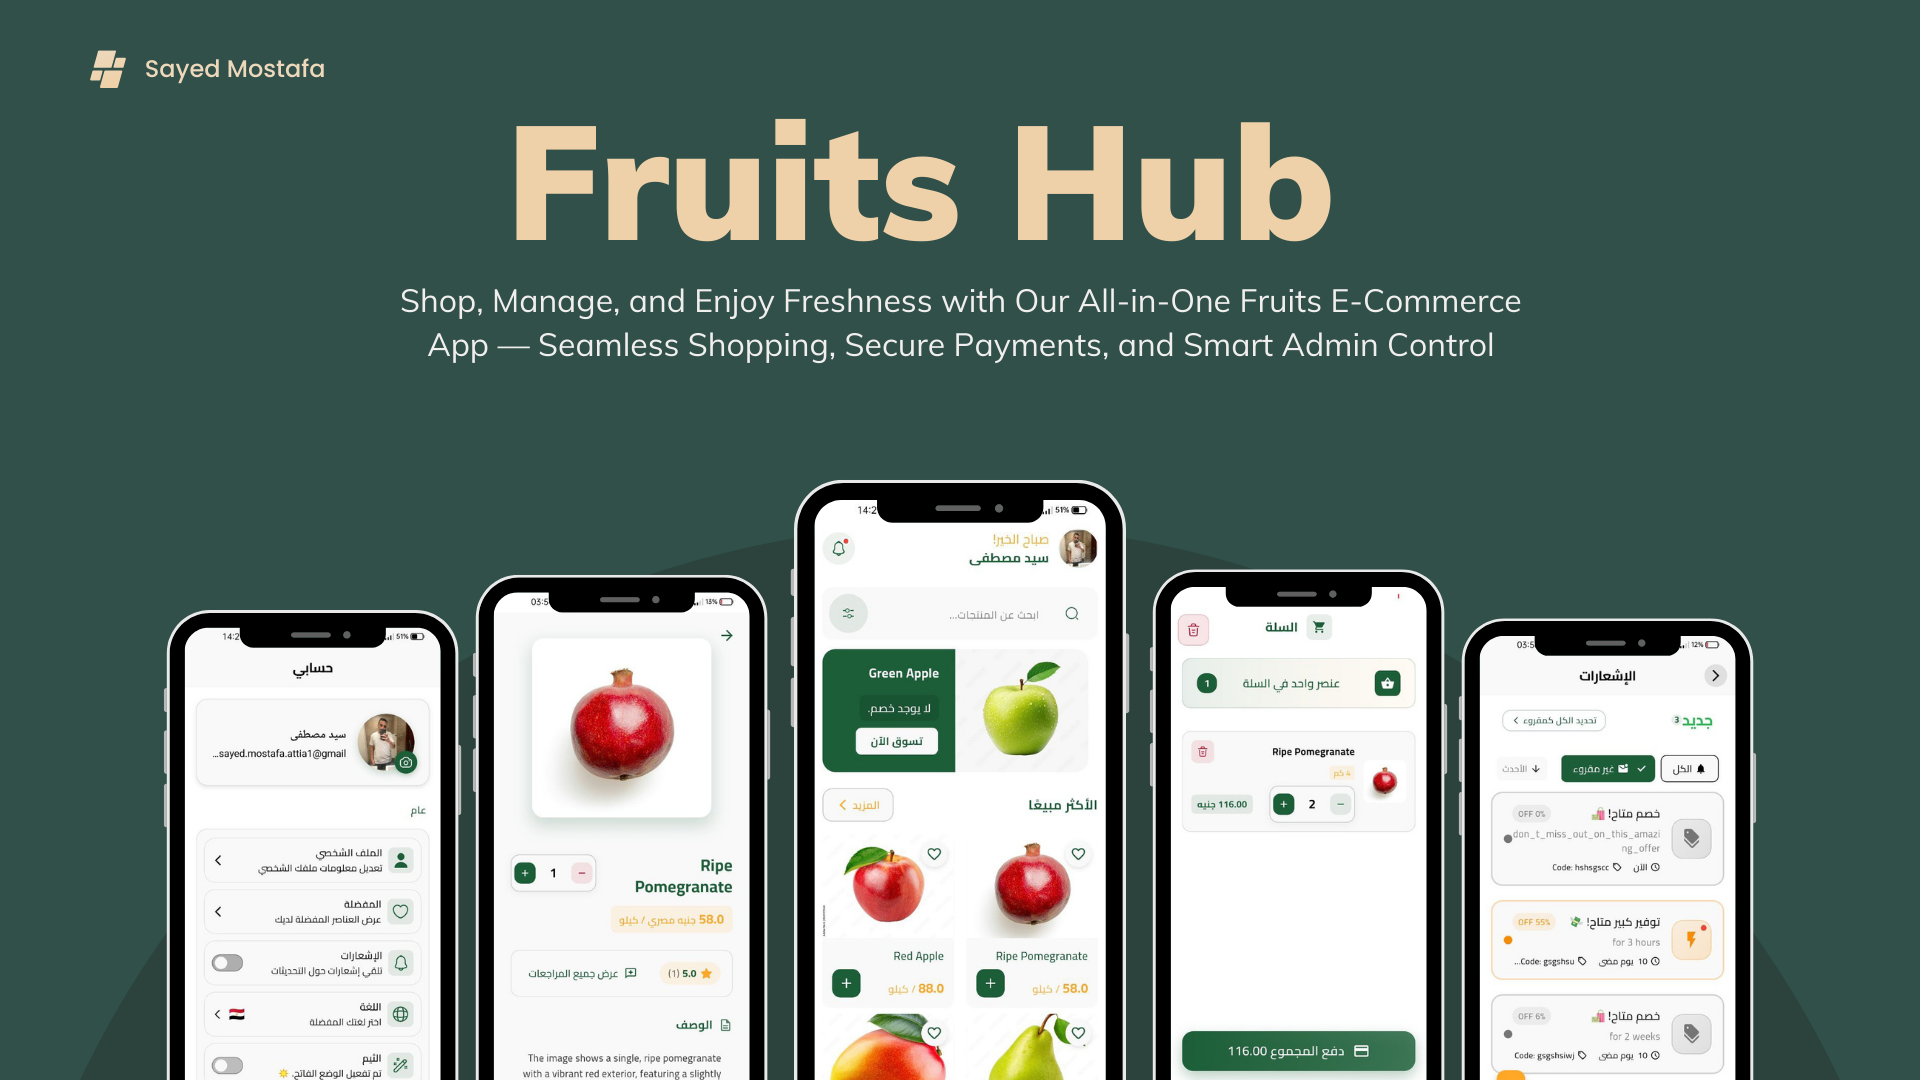 Sayed Mostafa
Fruits Hub
Shop, Manage, and Enjoy Freshness with Our All-in-One Fruits E-Commerce
App — Seamless Shopping, Secure Payments, and Smart Admin Control
14:2
51%
حسابي
سيد مصطفى
sayed.mostafa.attia1@gmail...
عام
الملف الشخصي
تعديل معلومات ملفك الشخصي
المفضلة
عرض العناصر المفضلة لديك
الإشعارات
تلقي إشعارات حول التحديثات
اللغة
اختر لغتك المفضلة
الثيم
تم تفعيل الوضع الفاتح.
03:5
13%
Ripe
Pomegranate
1
58.0 جنيه مصري / كيلو
5.0 (1)
عرض جميع المراجعات
الوصف
The image shows a single, ripe pomegranate
with a vibrant red exterior, featuring a slightly
14:2
51%
صباح الخير!
سيد مصطفى
ابحث عن المنتجات...
Green Apple
لا يوجد خصم.
تسوق الآن
الأكثر مبيعًا
المزيد
Ripe Pomegranate
58.0 / كيلو
Red Apple
88.0 / كيلو
السلة
عنصر واحد في السلة
1
Ripe Pomegranate
4 كم
2
116.00 جنيه
دفع المجموع 116.00
03:5
12%
الإشعارات
جديد 3
تحديد الكل كمقروء
الكل
غير مقروء
الأحدث
خصم متاح!
OFF 0%
don_t_miss_out_on_this_amazi
ng_offer
الآن
Code: hshsgscc
توفير كبير متاح!
OFF 55%
for 3 hours
10 يوم مضى
Code: gsgshsu...
خصم متاح!
OFF 6%
for 2 weeks
10 يوم مضى
Code: gsgshsiwj